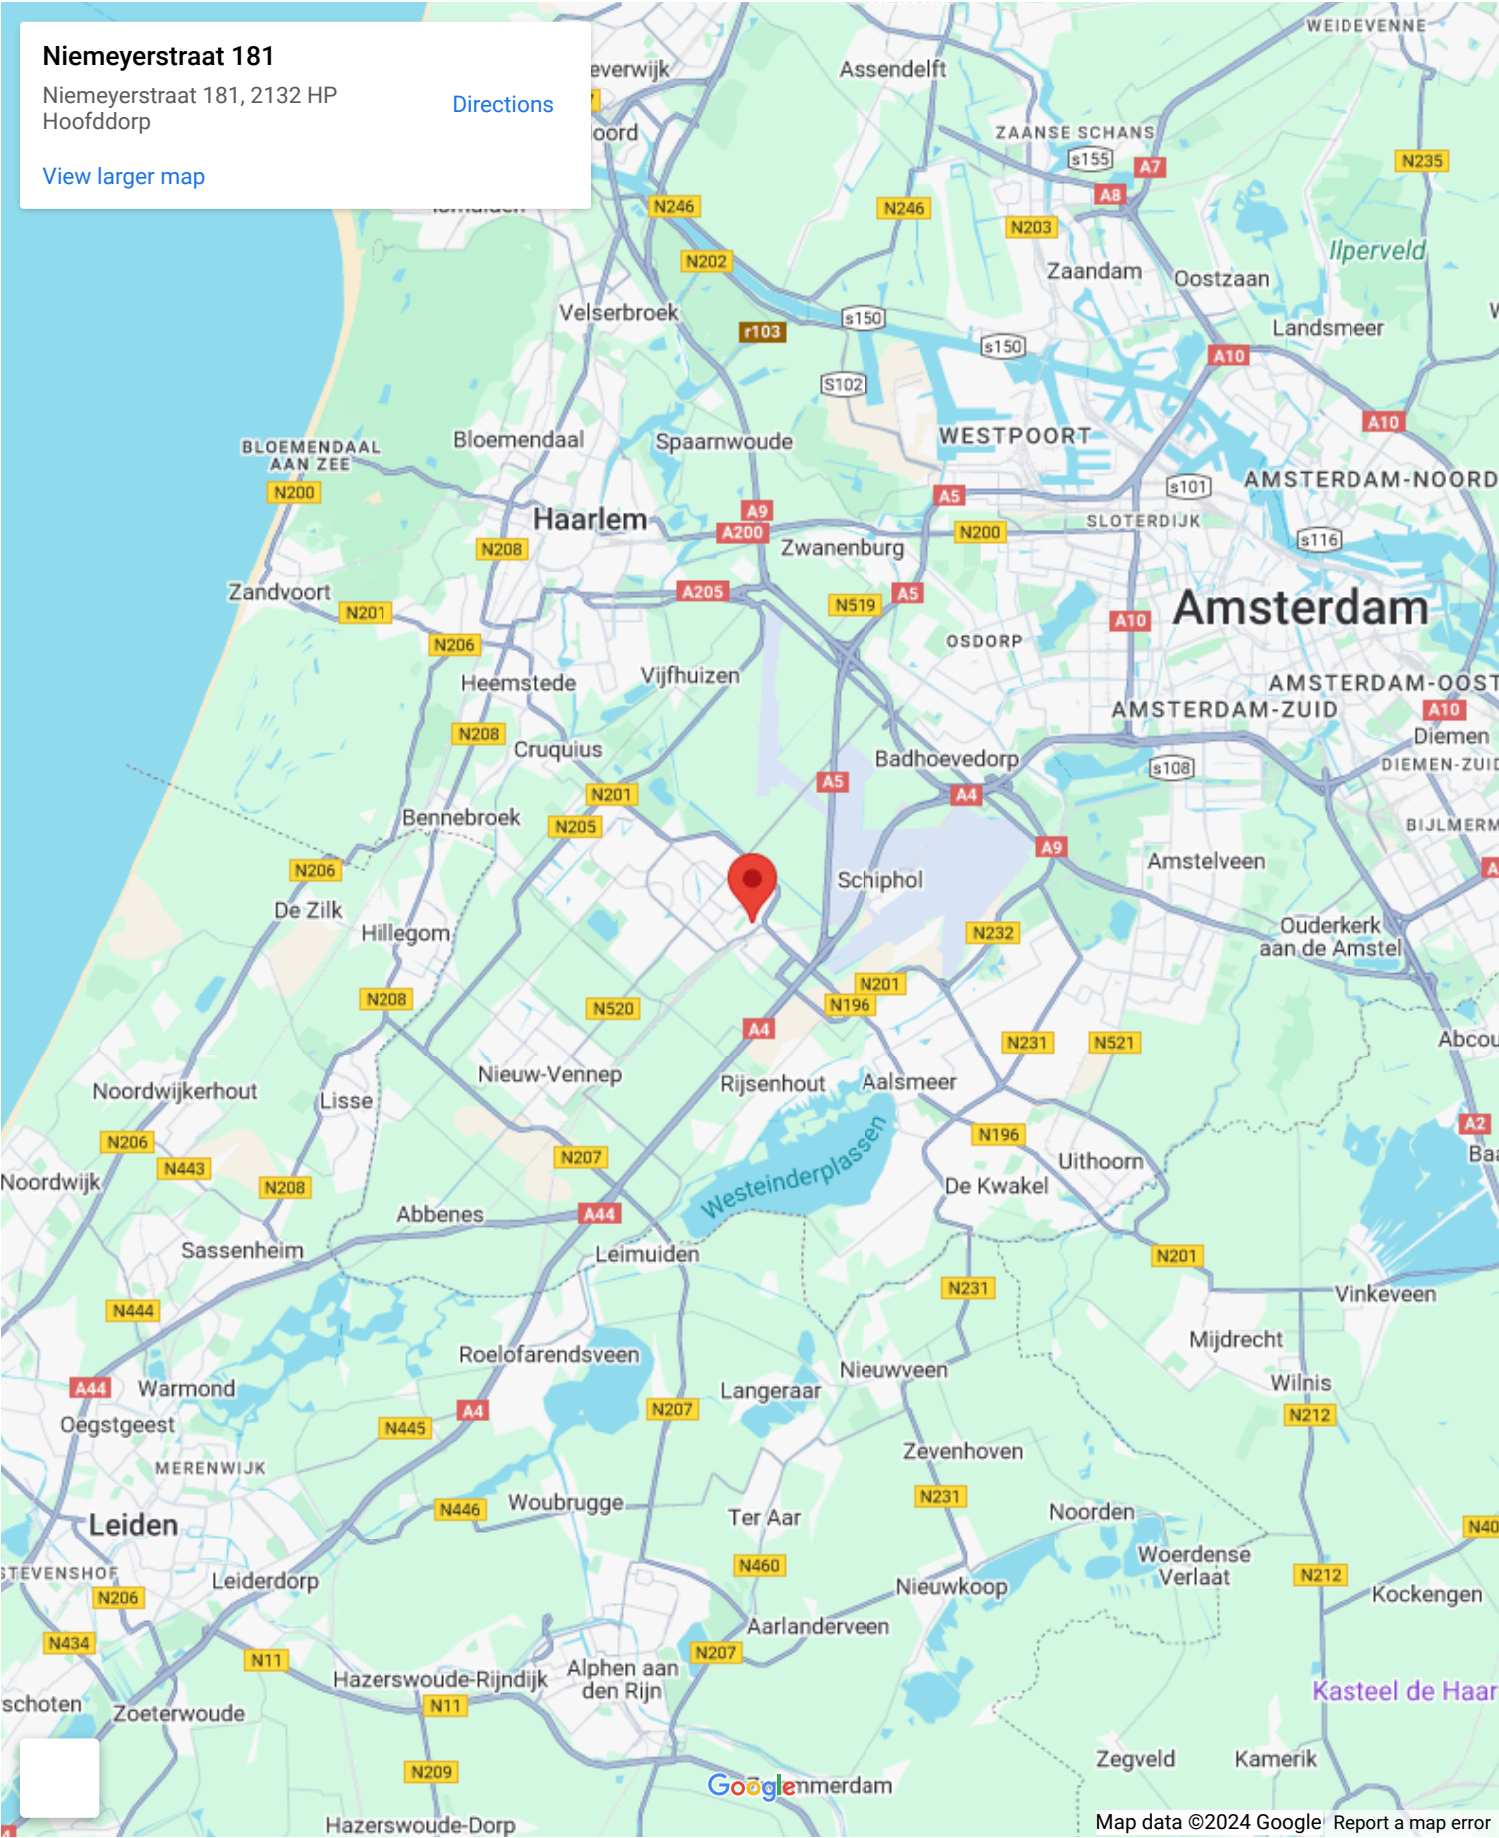 Niemeyerstraat 181
Niemeyerstraat 181, 2132 HP
Hoofddorp
Directions
View larger map
everwijk
Assendelft
WEIDEVENNE
oord
ZAANSE SCHANS
s155
A7
N235
A8
N246
N246
N203
Ilperveld
N202
Zaandam
Oostzaan
Velserbroek
r103
s150
s150
Landsmeer
A10
S102
A10
BLOEMENDAAL
AAN ZEE
Bloemendaal
Spaarnwoude
WESTPOORT
N200
A5
s101
AMSTERDAM-NOORD
Haarlem
A9
A200
N200
SLOTERDIJK
s116
N208
Zwanenburg
Zandvoort
A205
A5
N519
N201
A10
Amsterdam
N206
OSDORP
Heemstede
Vijfhuizen
AMSTERDAM-OOST
AMSTERDAM-ZUID
A10
N208
Cruquius
Diemen
Badhoevedorp
s108
DIEMEN-ZUID
A5
N201
A4
Bennebroek
N205
BIJLMERM
A9
N206
Schiphol
Amstelveen
A
De Zilk
Hillegom
N232
Ouderkerk
aan de Amstel
N208
N520
N201
N196
A4
N231
N521
Abcou
Nieuw-Vennep
Rijsenhout
Aalsmeer
Noordwijkerhout
Lisse
N206
N443
N207
Westeinderplassen
N196
A2
Baa
Noordwijk
N208
Uithoorn
De Kwakel
Abbenes
A44
Sassenheim
Leimuiden
N201
N444
N231
Vinkeveen
Roelofarendsveen
Mijdrecht
A44
Warmond
Nieuwveen
Langeraar
Wilnis
Oegstgeest
N445
A4
N207
N212
MERENWIJK
Zevenhoven
N446
Woubrugge
N231
Leiden
Ter Aar
Noorden
N40
STEVENSHOF
N460
Woerdense
Verlaat
Leiderdorp
N206
Nieuwkoop
N212
Kockengen
N434
Aarlanderveen
N11
N207
Hazerswoude-Rijndijk
Alphen aan
den Rijn
Kasteel de Haar
schoten
Zoeterwoude
N11
N209
Zegveld
Kamerik
Google
mmerdam
Hazerswoude-Dorp
Map data ©2024 Google
Report a map error